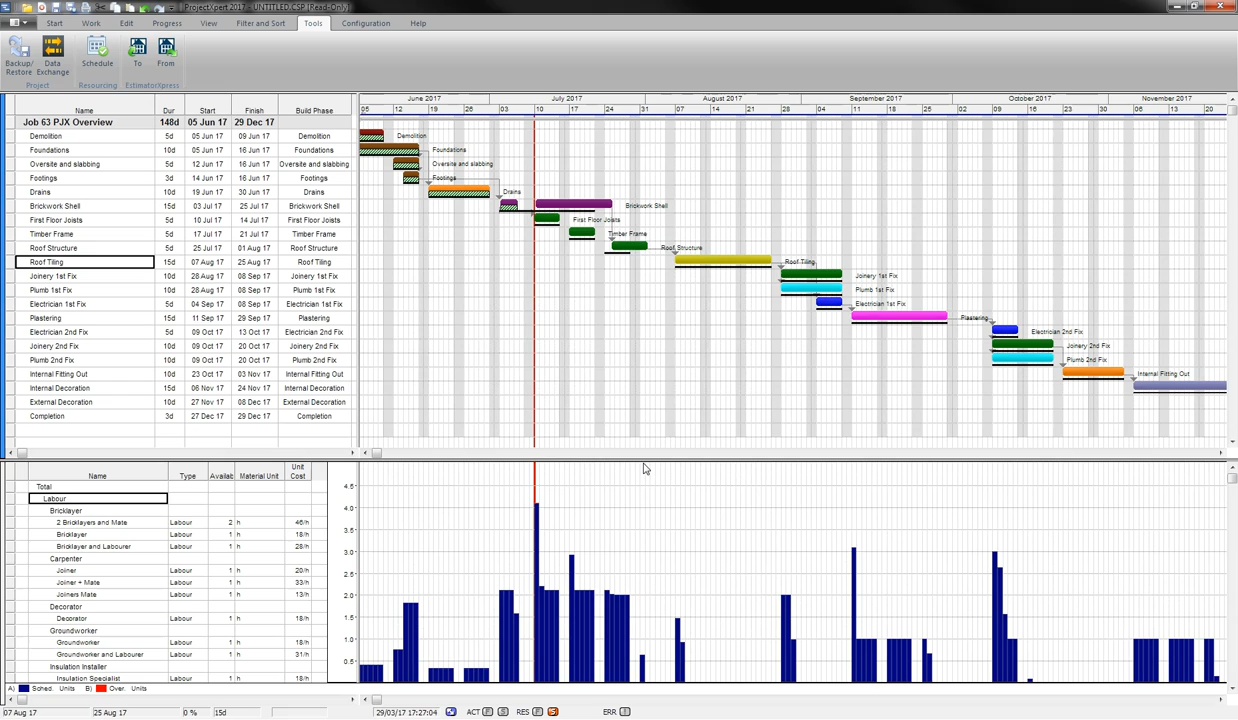 ProjectXpert 2017 - UNTITLED.CSP [Read-Only]
Start Work Edit Progress View Filter and Sort Tools Configuration Help
Backup/ Restore Data Exchange Schedule To From
Project Resourcing EstimatorXpress
June 2017 July 2017 August 2017 September 2017 October 2017 November 2017
Name Dur Start Finish Build Phase
05 12 19 26 03 10 17 24 31 07 14 21 28 04 11 18 25 02 09 16 23 30 06 13 20
Job 63 PJX Overview 148d 05 Jun 17 29 Dec 17
Demolition 5d 05 Jun 17 09 Jun 17 Demolition Demolition
Foundations 10d 05 Jun 17 16 Jun 17 Foundations Foundations
Oversite and slabbing 5d 12 Jun 17 16 Jun 17 Oversite and slabbing Oversite and slabbing
Footings 3d 14 Jun 17 16 Jun 17 Footings Footings
Drains 10d 19 Jun 17 30 Jun 17 Drains Drains
Brickwork Shell 15d 03 Jul 17 25 Jul 17 Brickwork Shell Brickwork Shell
First Floor Joists 5d 10 Jul 17 14 Jul 17 First Floor Joists First Floor Joists
Timber Frame 5d 17 Jul 17 21 Jul 17 Timber Frame Timber Frame
Roof Structure 5d 25 Jul 17 01 Aug 17 Roof Structure Roof Structure
Roof Tiling 15d 07 Aug 17 25 Aug 17 Roof Tiling Roof Tiling
Joinery 1st Fix 10d 28 Aug 17 08 Sep 17 Joinery 1st Fix Joinery 1st Fix
Plumb 1st Fix 10d 28 Aug 17 08 Sep 17 Plumb 1st Fix Plumb 1st Fix
Electrician 1st Fix 5d 04 Sep 17 08 Sep 17 Electrician 1st Fix Electrician 1st Fix
Plastering 15d 11 Sep 17 29 Sep 17 Plastering Plastering
Electrician 2nd Fix 5d 09 Oct 17 13 Oct 17 Electrician 2nd Fix Electrician 2nd Fix
Joinery 2nd Fix 10d 09 Oct 17 20 Oct 17 Joinery 2nd Fix Joinery 2nd Fix
Plumb 2nd Fix 10d 09 Oct 17 20 Oct 17 Plumb 2nd Fix Plumb 2nd Fix
Internal Fitting Out 10d 23 Oct 17 03 Nov 17 Internal Fitting Out Internal Fitting Out
Internal Decoration 15d 06 Nov 17 24 Nov 17 Internal Decoration
External Decoration 10d 27 Nov 17 08 Dec 17 External Decoration
Completion 3d 27 Dec 17 29 Dec 17 Completion
Name Type Availab Material Unit Unit Cost
Total
Labour
Bricklayer
2 Bricklayers and Mate Labour 2 h 46/h
Bricklayer Labour 1 h 18/h
Bricklayer and Labourer Labour 1 h 28/h
Carpenter
Joiner Labour 1 h 20/h
Joiner + Mate Labour 1 h 33/h
Joiners Mate Labour 1 h 13/h
Decorator
Decorator Labour 1 h 18/h
Groundworker
Groundworker Labour 1 h 18/h
Groundworker and Labourer Labour 1 h 31/h
Insulation Installer
Insulation Specialist Labour 1 h 18/h
4.5
4.0
3.5
3.0
2.5
2.0
1.5
1.0
0.5
A) Sched. Units B) Over. Units
07 Aug 17 25 Aug 17 0 % 15d 29/03/17 17:27:04 ACT F S RES F S ERR !